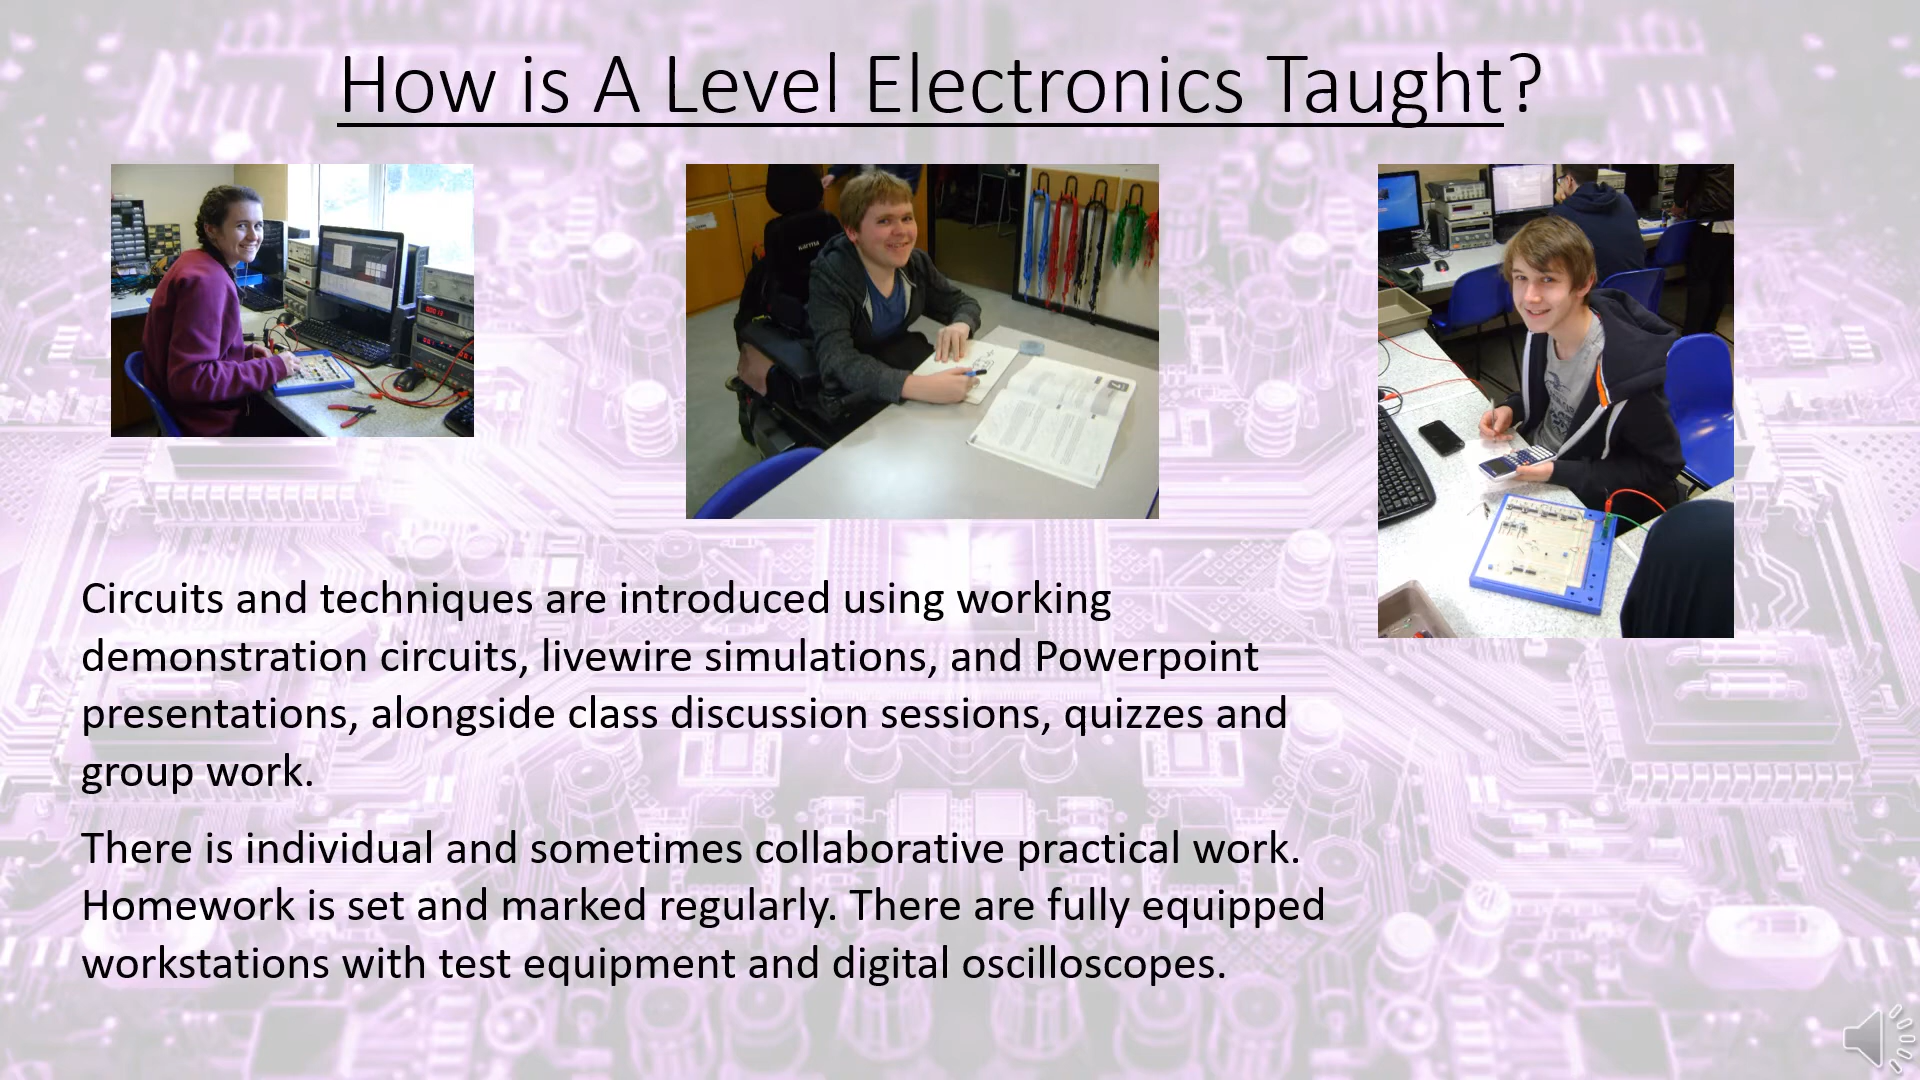 How is A Level Electronics Taught?
KARMA
7
Circuits and techniques are introduced using working
demonstration circuits, livewire simulations, and Powerpoint
presentations, alongside class discussion sessions, quizzes and
group work.
There is individual and sometimes collaborative practical work.
Homework is set and marked regularly. There are fully equipped
workstations with test equipment and digital oscilloscopes.